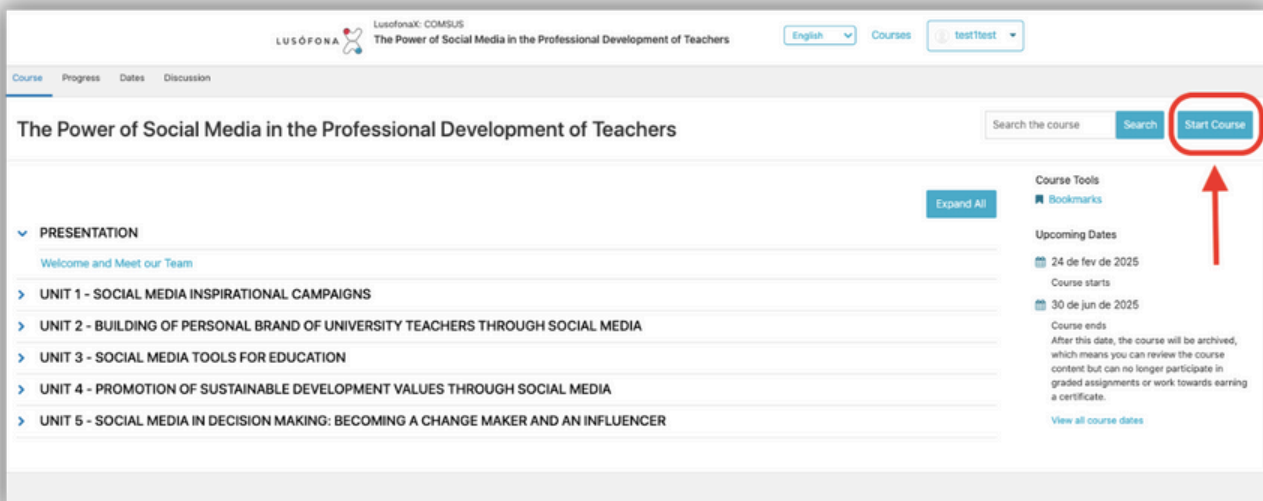 LUSÓFONA
LusofonaX: COMSUS
The Power of Social Media in the Professional Development of Teachers
English
Courses
test1test
Course
Progress
Dates
Discussion
The Power of Social Media in the Professional Development of Teachers
Search the course
Search
Start Course
Expand All
PRESENTATION
Welcome and Meet our Team
UNIT 1 - SOCIAL MEDIA INSPIRATIONAL CAMPAIGNS
UNIT 2 - BUILDING OF PERSONAL BRAND OF UNIVERSITY TEACHERS THROUGH SOCIAL MEDIA
UNIT 3 - SOCIAL MEDIA TOOLS FOR EDUCATION
UNIT 4 - PROMOTION OF SUSTAINABLE DEVELOPMENT VALUES THROUGH SOCIAL MEDIA
UNIT 5 - SOCIAL MEDIA IN DECISION MAKING: BECOMING A CHANGE MAKER AND AN INFLUENCER
Course Tools
Bookmarks
Upcoming Dates
24 de fev de 2025
Course starts
30 de jun de 2025
Course ends
After this date, the course will be archived,
which means you can review the course
content but can no longer participate in
graded assignments or work towards earning
a certificate.
View all course dates